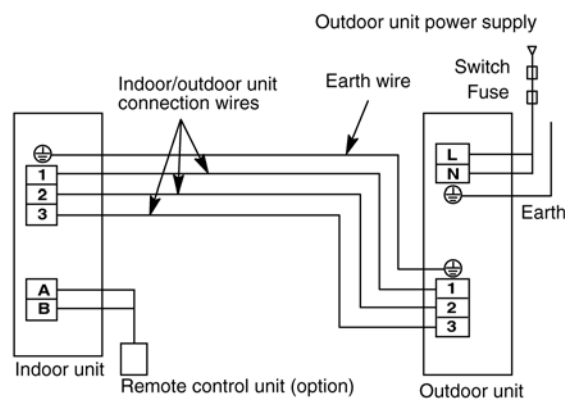 Outdoor unit power supply
Switch
Fuse
Indoor/outdoor unit
connection wires
Earth wire
1
2
3
A
B
L
N
Earth
1
2
3
Indoor unit
Remote control unit (option)
Outdoor unit